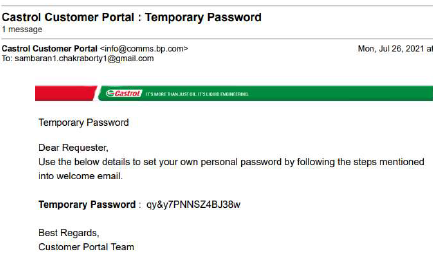 Castrol Customer Portal : Temporary Password
1 message
Castrol Customer Portal <info@comms.bp.com> Mon, Jul 26, 2021 at
To: sambaran1.chakraborty1@gmail.com
Castrol IT'S MORE THAN JUST OIL. IT'S LIQUID ENGINEERING.
Temporary Password
Dear Requester,
Use the below details to set your own personal password by following the steps mentioned
into welcome email.
Temporary Password : qy&y7PNNSZ4BJ38w
Best Regards,
Customer Portal Team